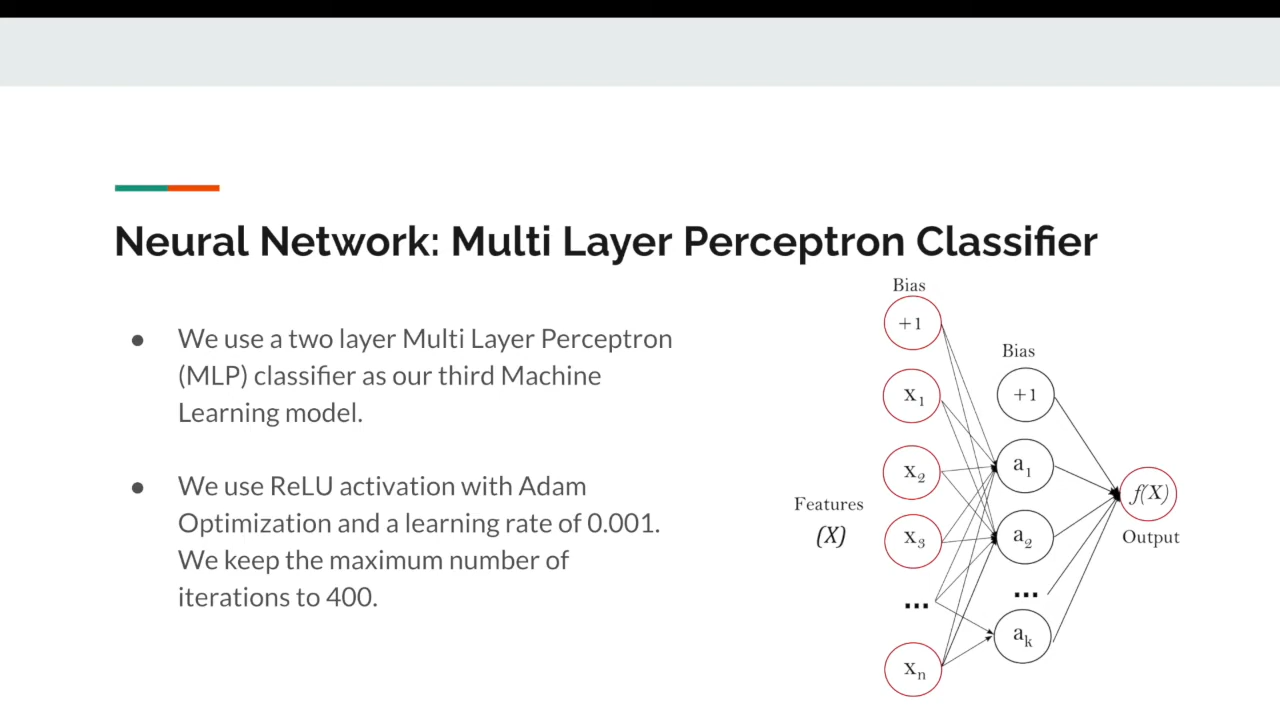 Neural Network: Multi Layer Perceptron Classifier
● We use a two layer Multi Layer Perceptron
(MLP) classifier as our third Machine
Learning model.
● We use ReLU activation with Adam
Optimization and a learning rate of 0.001.
We keep the maximum number of
iterations to 400.
Bias
+1
x1
x2
x3
...
xn
Features
(X)
Bias
+1
a1
a2
...
ak
f(X)
Output